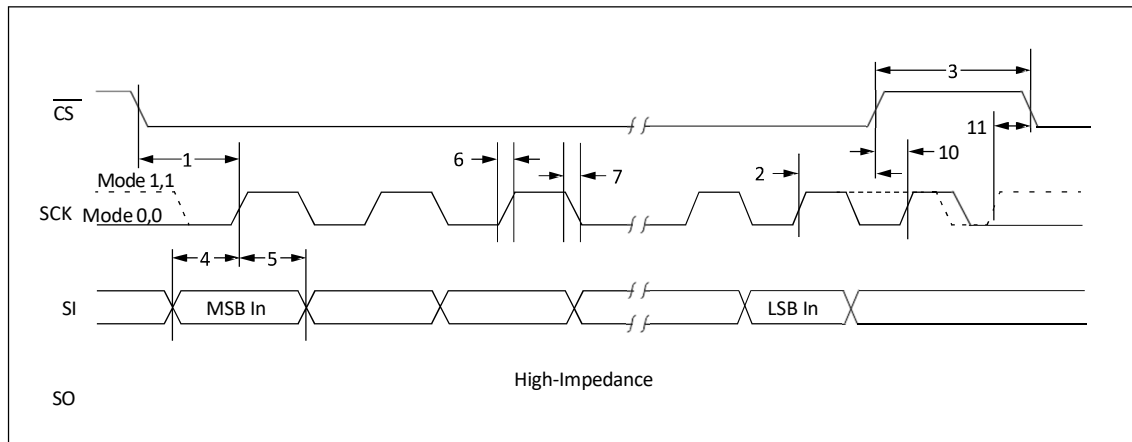 3
CS
11
1
6
7
2
10
Mode 1,1
SCK
Mode 0,0
4
5
SI
MSB In
LSB In
High-Impedance
SO